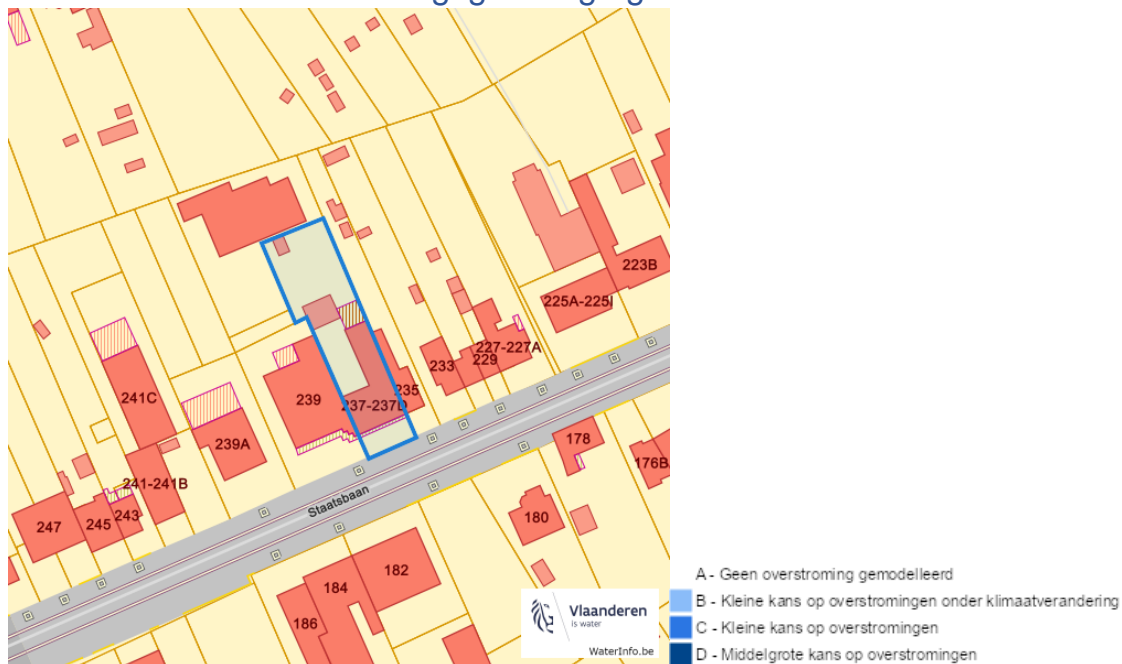 223B
225A-225I
227-227A
229
233
235
237-237D
239
239A
241C
241-241B
243
245
247
Staatsbaan
178
176B
180
182
184
186
Vlaanderen
is water
WaterInfo.be
A - Geen overstroming gemodelleerd
B - Kleine kans op overstromingen onder klimaatverandering
C - Kleine kans op overstromingen
D - Middelgrote kans op overstromingen